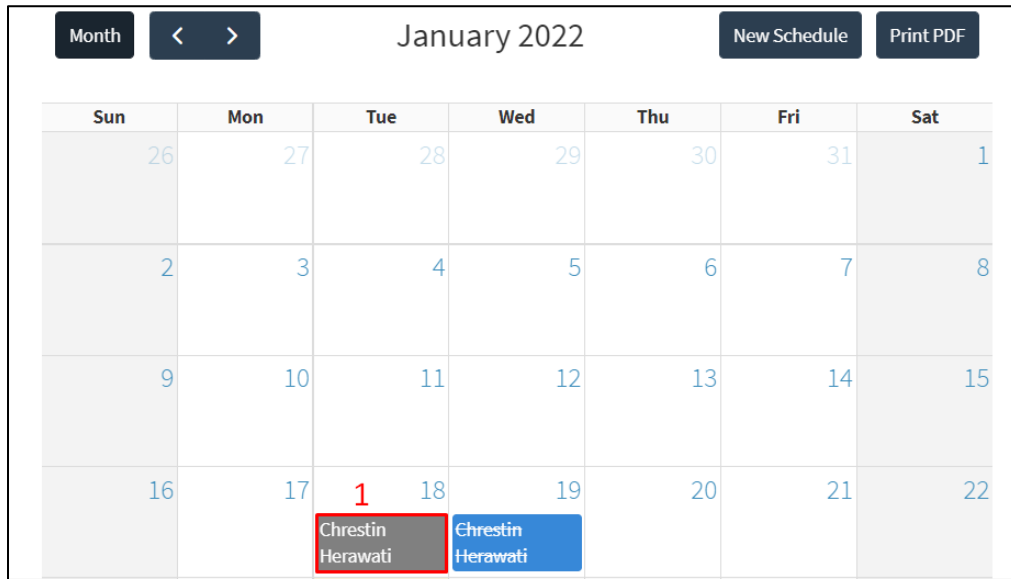 Month January 2022 New Schedule Print PDF
Sun Mon Tue Wed Thu Fri Sat
26 27 28 29 30 31 1
2 3 4 5 6 7 8
9 10 11 12 13 14 15
16 17 1 18 19 20 21 22
Chrestin Chrestin
Herawati Herawati